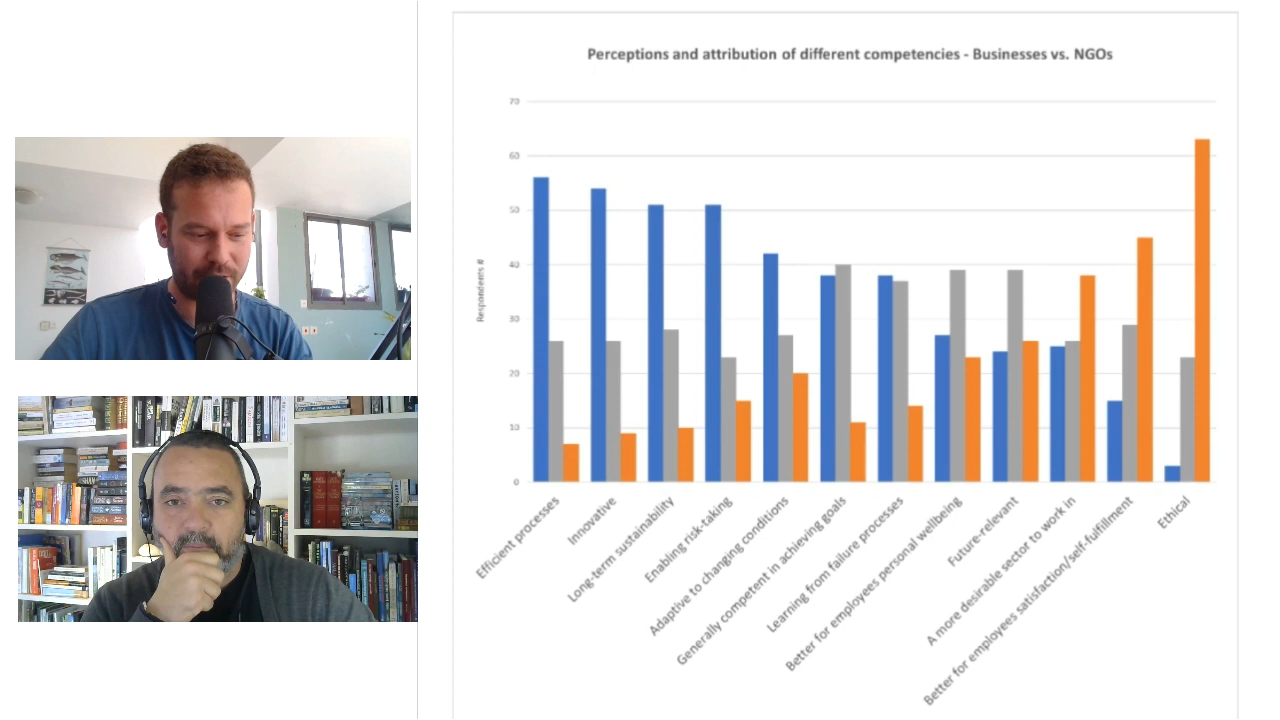 Perceptions and attribution of different competencies - Businesses vs. NGOs
70
60
50
40
30
20
10
0
Respondents #
Efficient processes
Innovative
Long-term sustainability
Enabling risk-taking
Adaptive to changing conditions
Generally competent in achieving goals
Learning from failure processes
Better for employees personal wellbeing
Future-relevant
A more desirable sector to work in
Better for employees satisfaction/self-fulfillment
Ethical